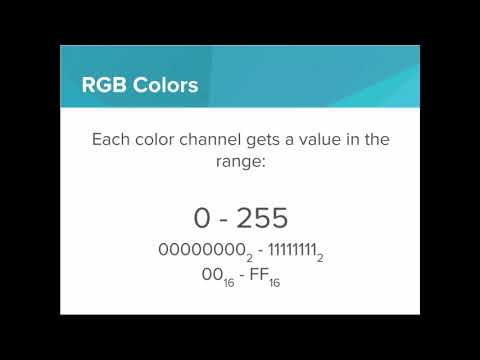 RGB Colors
Each color channel gets a value in the
range:
0 - 255
00000000₂ - 11111111₂
00₁₆ - FF₁₆